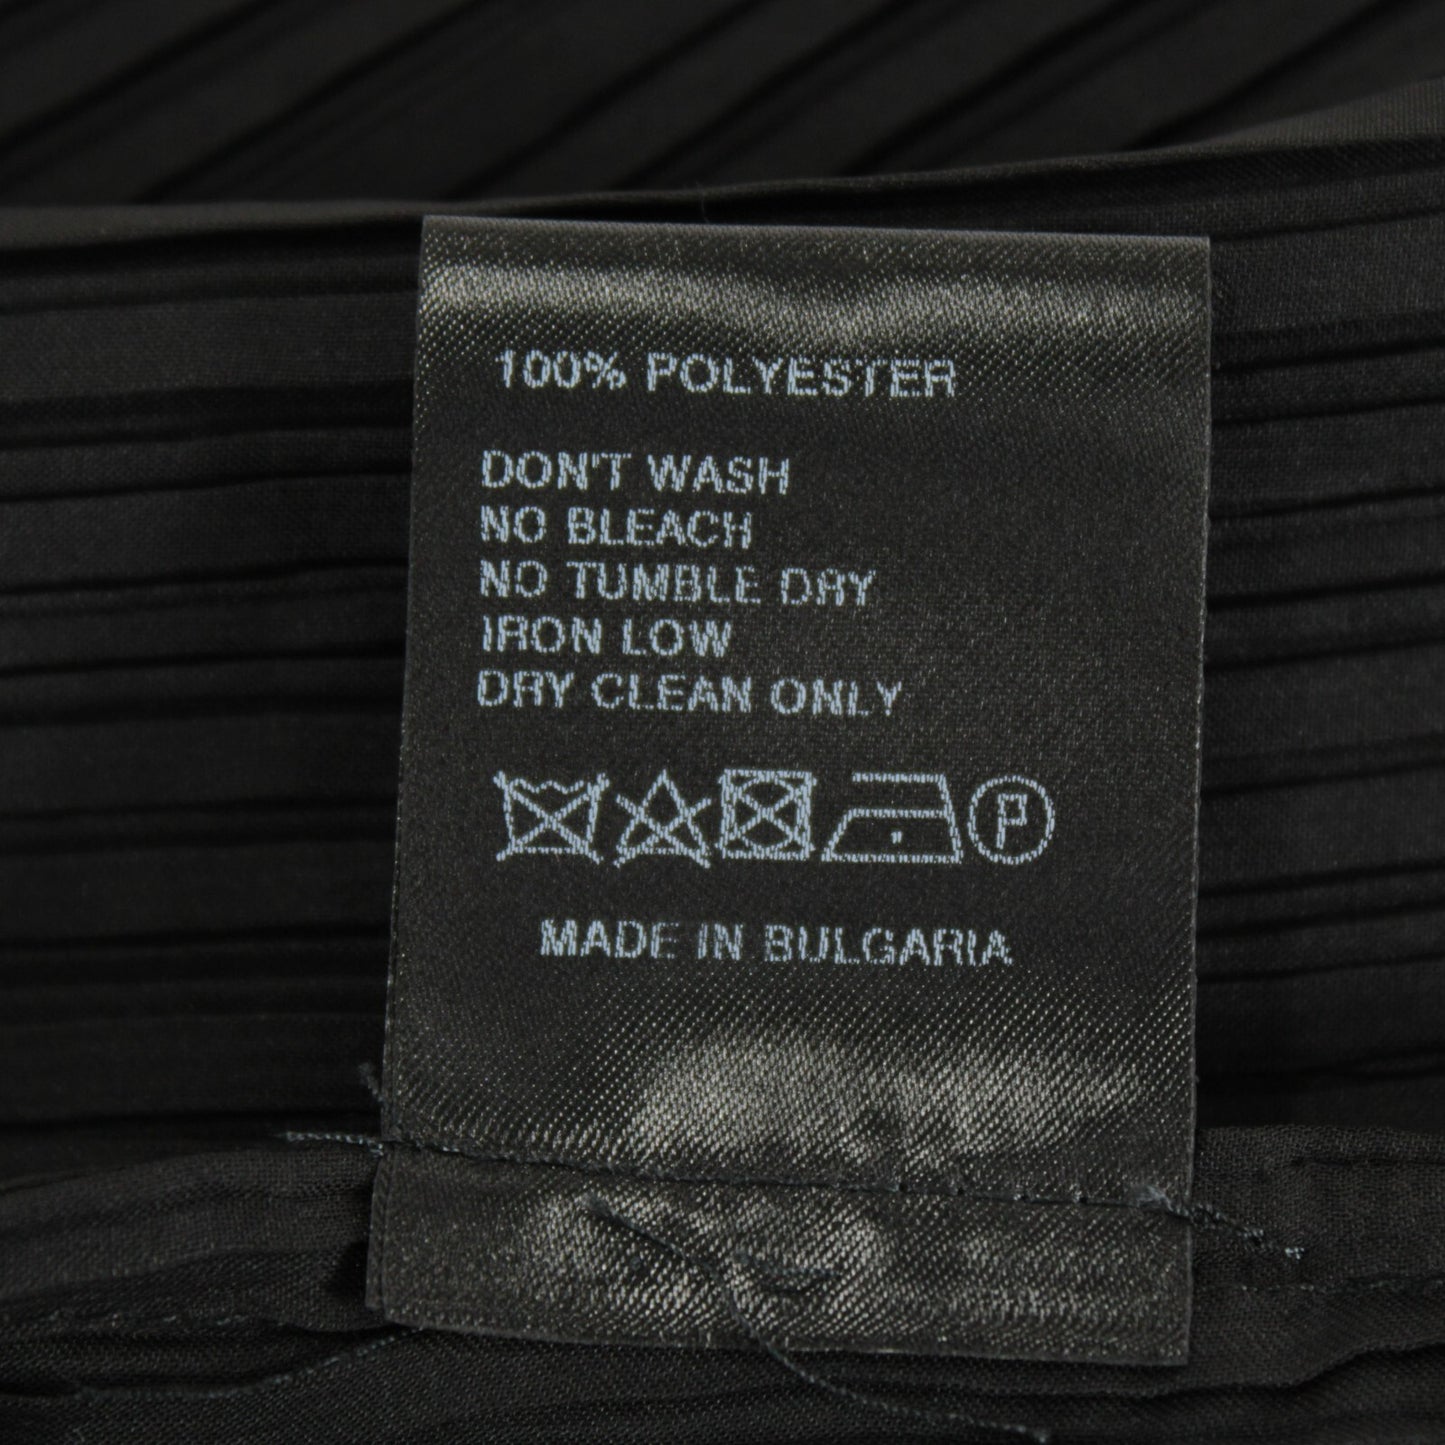 100% POLYESTER
DON'T WASH
NO BLEACH
NO TUMBLE DRY
IRON LOW
DRY CLEAN ONLY
P
MADE IN BULGARIA